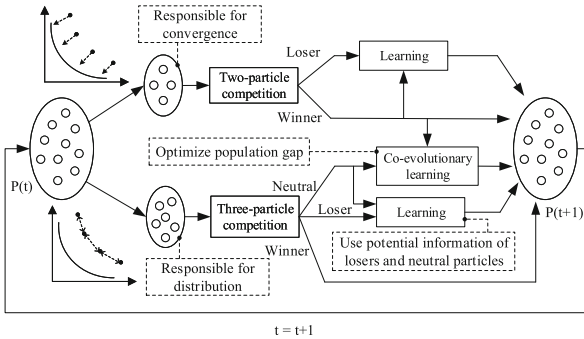 Responsible for
convergence
Loser
Learning
Two-particle
competition
Winner
Optimize population gap
Co-evolutionary
learning
P(t)
Neutral
P(t+1)
Three-particle
competition
Loser
Learning
Winner
Use potential information of
losers and neutral particles
Responsible for
distribution
t = t+1